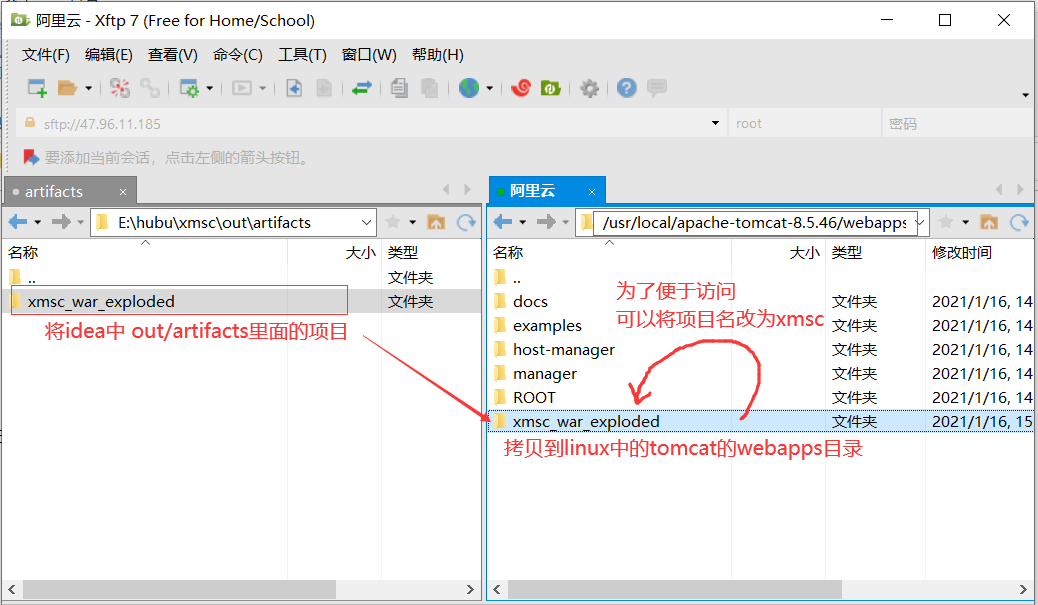 阿里云 - Xftp 7 (Free for Home/School)
文件(F) 编辑(E) 查看(V) 命令(C) 工具(T) 窗口(W) 帮助(H)
sftp://47.96.11.185 root 密码
要添加当前会话，点击左侧的箭头按钮。
artifacts ×
E:\hubu\xmsc\out\artifacts
名称 大小 类型
.. 文件夹
xmsc_war_exploded 文件夹
将idea中 out/artifacts里面的项目
阿里云 ×
/usr/local/apache-tomcat-8.5.46/webapps
名称 大小 类型 修改时间
..
docs 文件夹 2021/1/16, 14
examples 文件夹 2021/1/16, 14
host-manager 文件夹 2021/1/16, 14
manager 文件夹 2021/1/16, 14
ROOT 文件夹 2021/1/16, 14
xmsc_war_exploded 文件夹 2021/1/16, 15
为了便于访问
可以将项目名改为xmsc
拷贝到linux中的tomcat的webapps目录